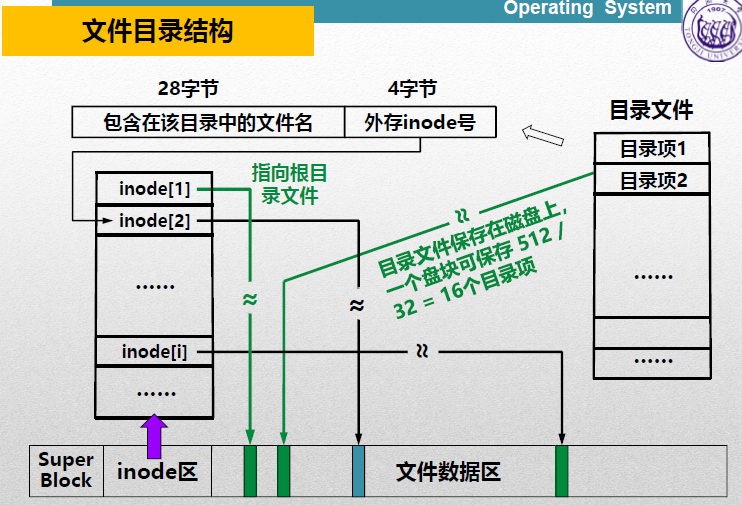 Operating System
文件目录结构
28字节
4字节
包含在该目录中的文件名
外存inode号
目录文件
目录项1
目录项2
……
……
指向根目
录文件
inode[1]
inode[2]
……
inode[i]
……
≈
≈
≈
≈
目录文件保存在磁盘上,
一个盘块可保存 512 /
32 = 16个目录项
Super
Block
inode区
文件数据区
1907
TONGJI UNIVERSITY